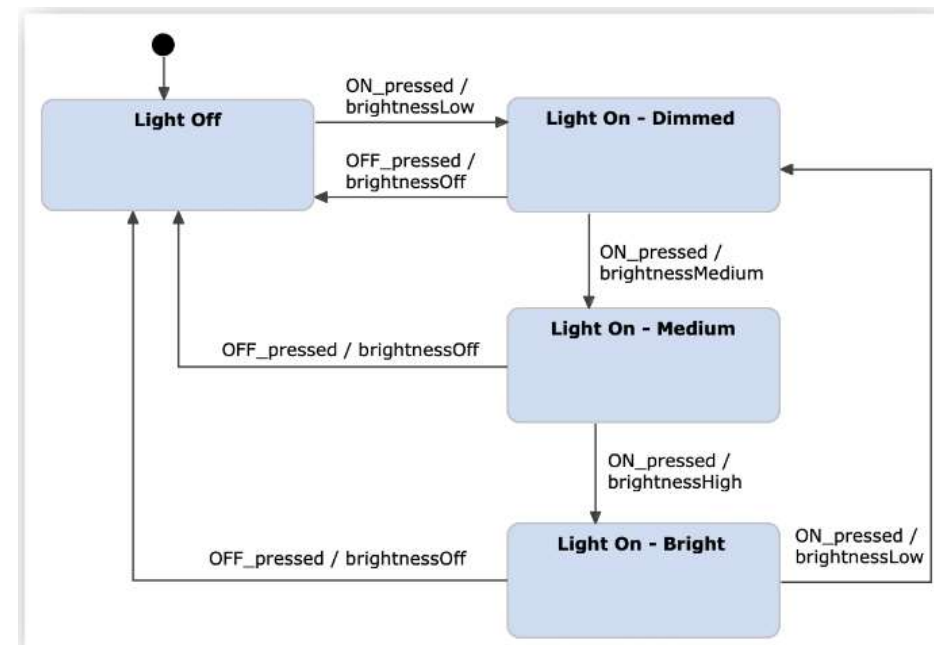 ON_pressed /
brightnessLow
Light Off
Light On - Dimmed
OFF_pressed /
brightnessOff
ON_pressed /
brightnessMedium
Light On - Medium
OFF_pressed / brightnessOff
ON_pressed /
brightnessHigh
Light On - Bright
ON_pressed /
brightnessLow
OFF_pressed / brightnessOff